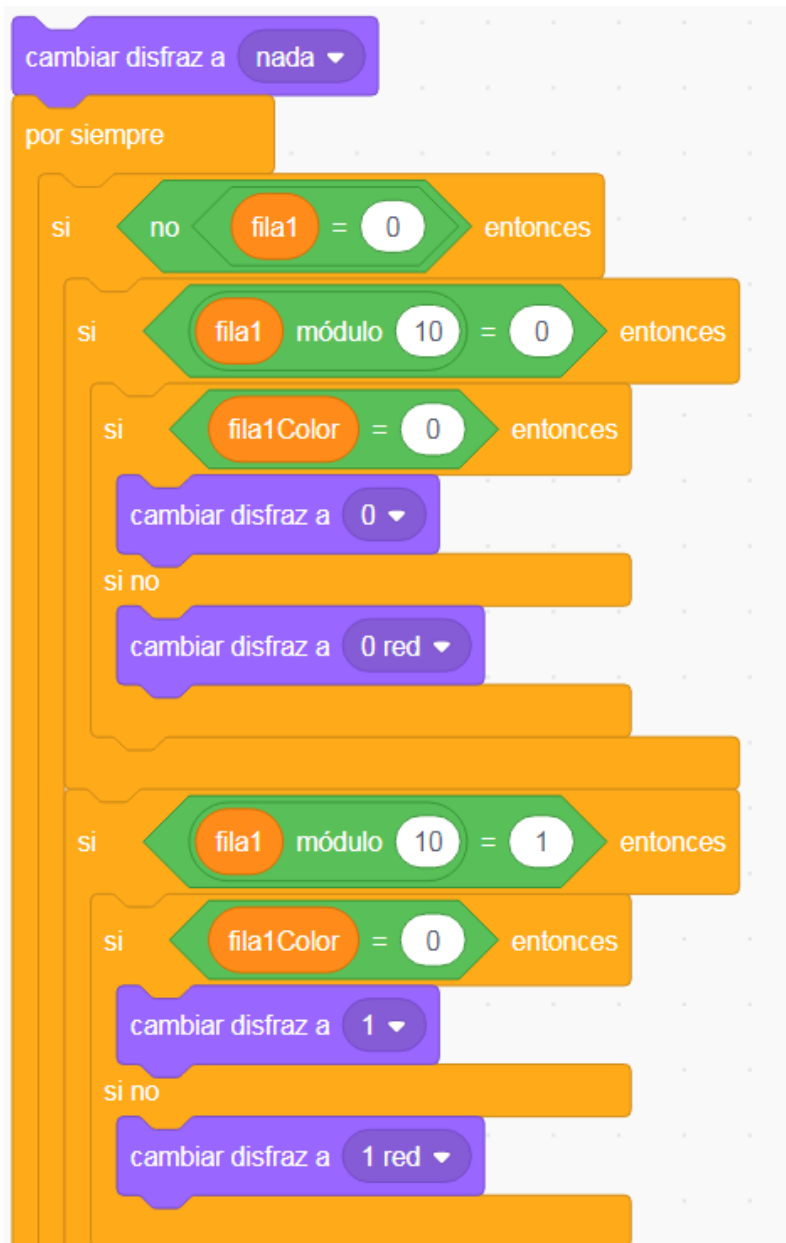 cambiar disfraz a nada
por siempre
si no fila1 = 0 entonces
si fila1 módulo 10 = 0 entonces
si fila1Color = 0 entonces
cambiar disfraz a 0
si no
cambiar disfraz a 0 red
si fila1 módulo 10 = 1 entonces
si fila1Color = 0 entonces
cambiar disfraz a 1
si no
cambiar disfraz a 1 red